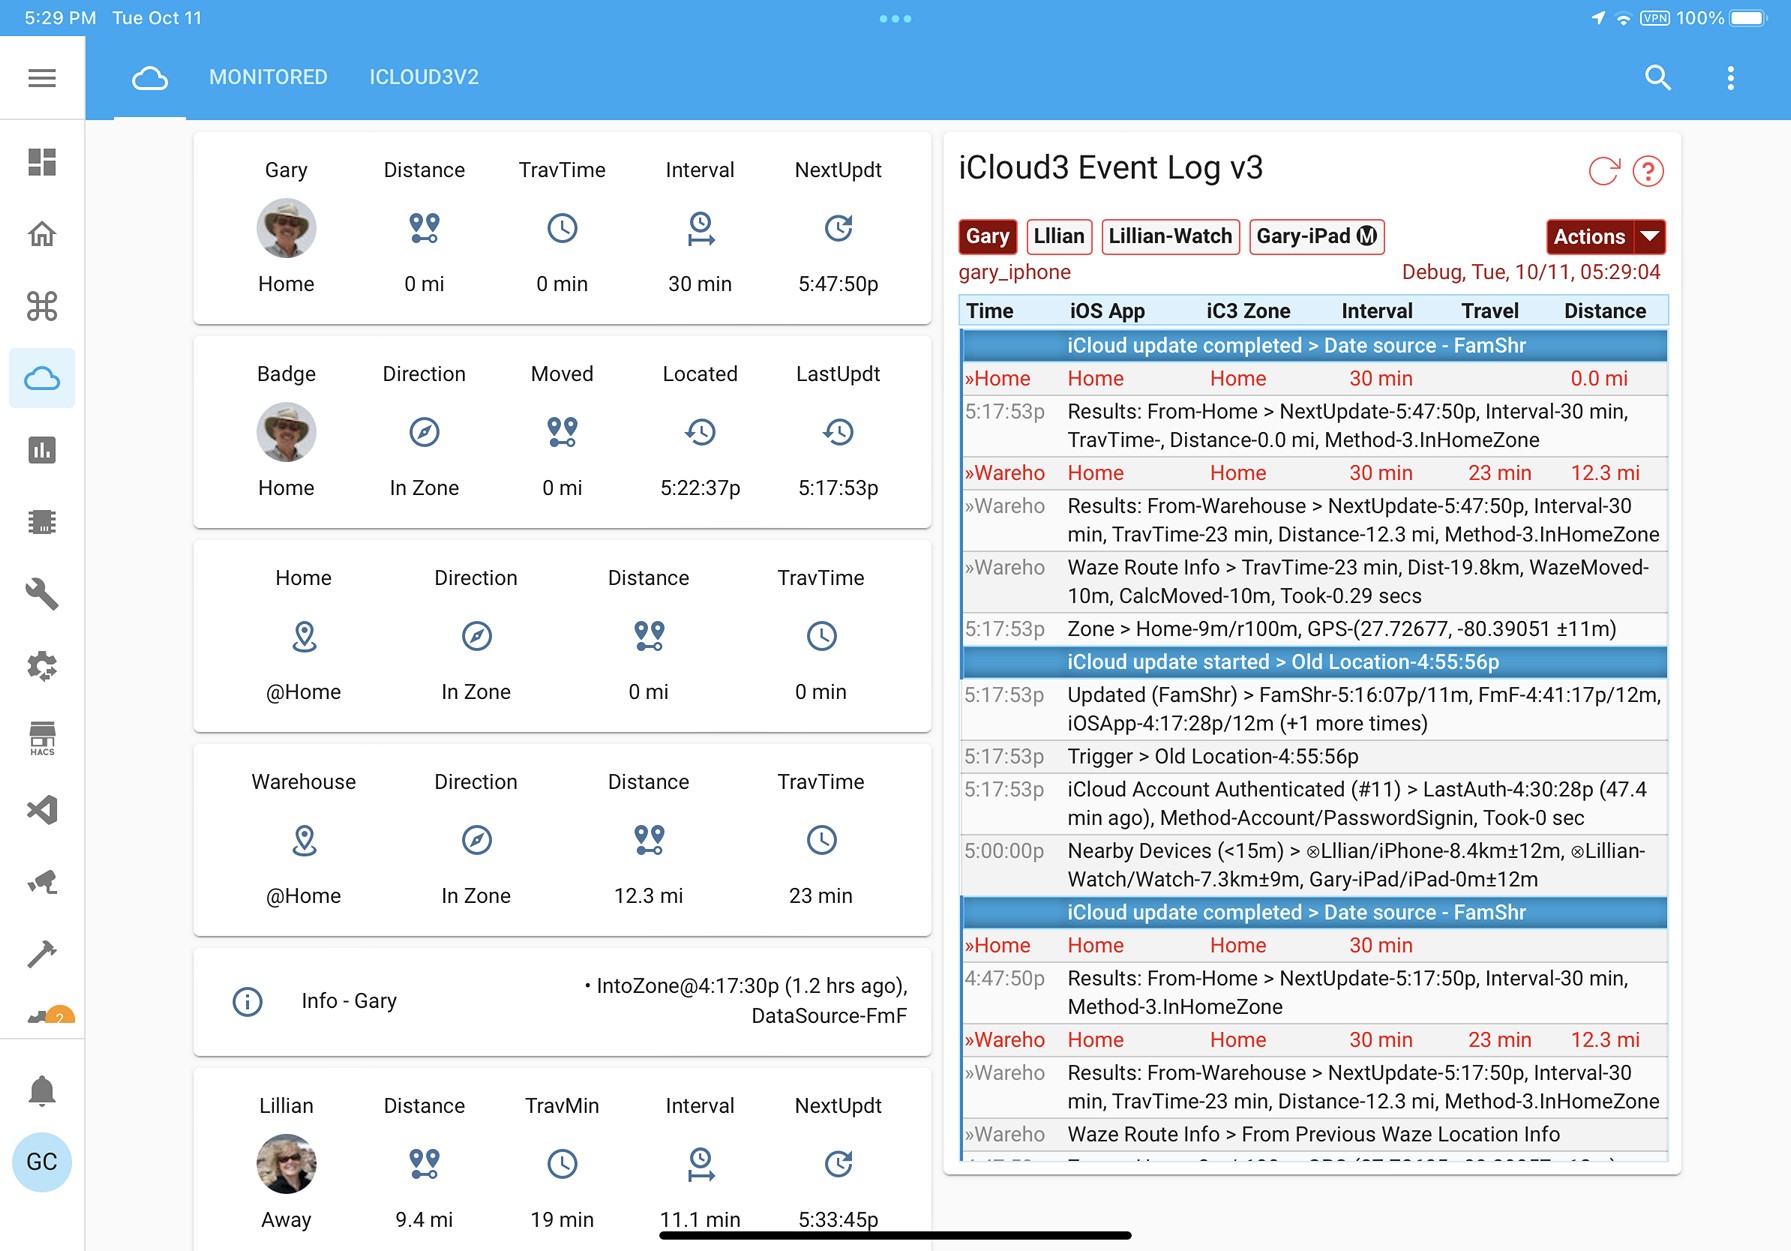 5:29 PM Tue Oct 11
VPN 100%
MONITORED ICLOUD3V2
HACS
2
GC
Gary Distance TravTime Interval NextUpdt
Home 0 mi 0 min 30 min 5:47:50p
Badge Direction Moved Located LastUpdt
Home In Zone 0 mi 5:22:37p 5:17:53p
Home Direction Distance TravTime
@Home In Zone 0 mi 0 min
Warehouse Direction Distance TravTime
@Home In Zone 12.3 mi 23 min
Info - Gary
• IntoZone@4:17:30p (1.2 hrs ago),
DataSource-FmF
Lillian Distance TravMin Interval NextUpdt
Away 9.4 mi 19 min 11.1 min 5:33:45p
iCloud3 Event Log v3
?
Gary Lllian Lillian-Watch Gary-iPad Ⓜ Actions
gary_iphone Debug, Tue, 10/11, 05:29:04
Time iOS App iC3 Zone Interval Travel Distance
iCloud update completed > Date source - FamShr
»Home Home Home 30 min 0.0 mi
5:17:53p Results: From-Home > NextUpdate-5:47:50p, Interval-30 min,
TravTime-, Distance-0.0 mi, Method-3.InHomeZone
»Wareho Home Home 30 min 23 min 12.3 mi
»Wareho Results: From-Warehouse > NextUpdate-5:47:50p, Interval-30
min, TravTime-23 min, Distance-12.3 mi, Method-3.InHomeZone
»Wareho Waze Route Info > TravTime-23 min, Dist-19.8km, WazeMoved-
10m, CalcMoved-10m, Took-0.29 secs
5:17:53p Zone > Home-9m/r100m, GPS-(27.72677, -80.39051 ±11m)
iCloud update started > Old Location-4:55:56p
5:17:53p Updated (FamShr) > FamShr-5:16:07p/11m, FmF-4:41:17p/12m,
iOSApp-4:17:28p/12m (+1 more times)
5:17:53p Trigger > Old Location-4:55:56p
5:17:53p iCloud Account Authenticated (#11) > LastAuth-4:30:28p (47.4
min ago), Method-Account/PasswordSignin, Took-0 sec
5:00:00p Nearby Devices (<15m) > ⊗Lllian/iPhone-8.4km±12m, ⊗Lillian-
Watch/Watch-7.3km±9m, Gary-iPad/iPad-0m±12m
iCloud update completed > Date source - FamShr
»Home Home Home 30 min
4:47:50p Results: From-Home > NextUpdate-5:17:50p, Interval-30 min,
Method-3.InHomeZone
»Wareho Home Home 30 min 23 min 12.3 mi
»Wareho Results: From-Warehouse > NextUpdate-5:17:50p, Interval-30
min, TravTime-23 min, Distance-12.3 mi, Method-3.InHomeZone
»Wareho Waze Route Info > From Previous Waze Location Info